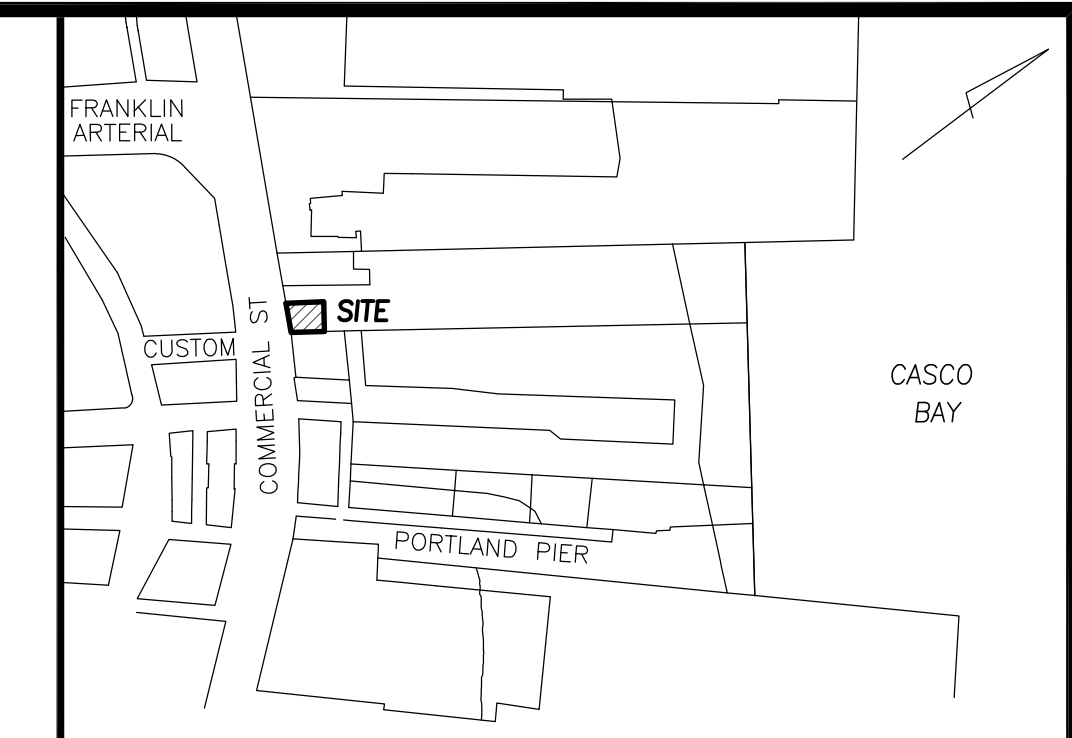 FRANKLIN
ARTERIAL
COMMERCIAL ST
SITE
CUSTOM
CASCO
BAY
PORTLAND PIER